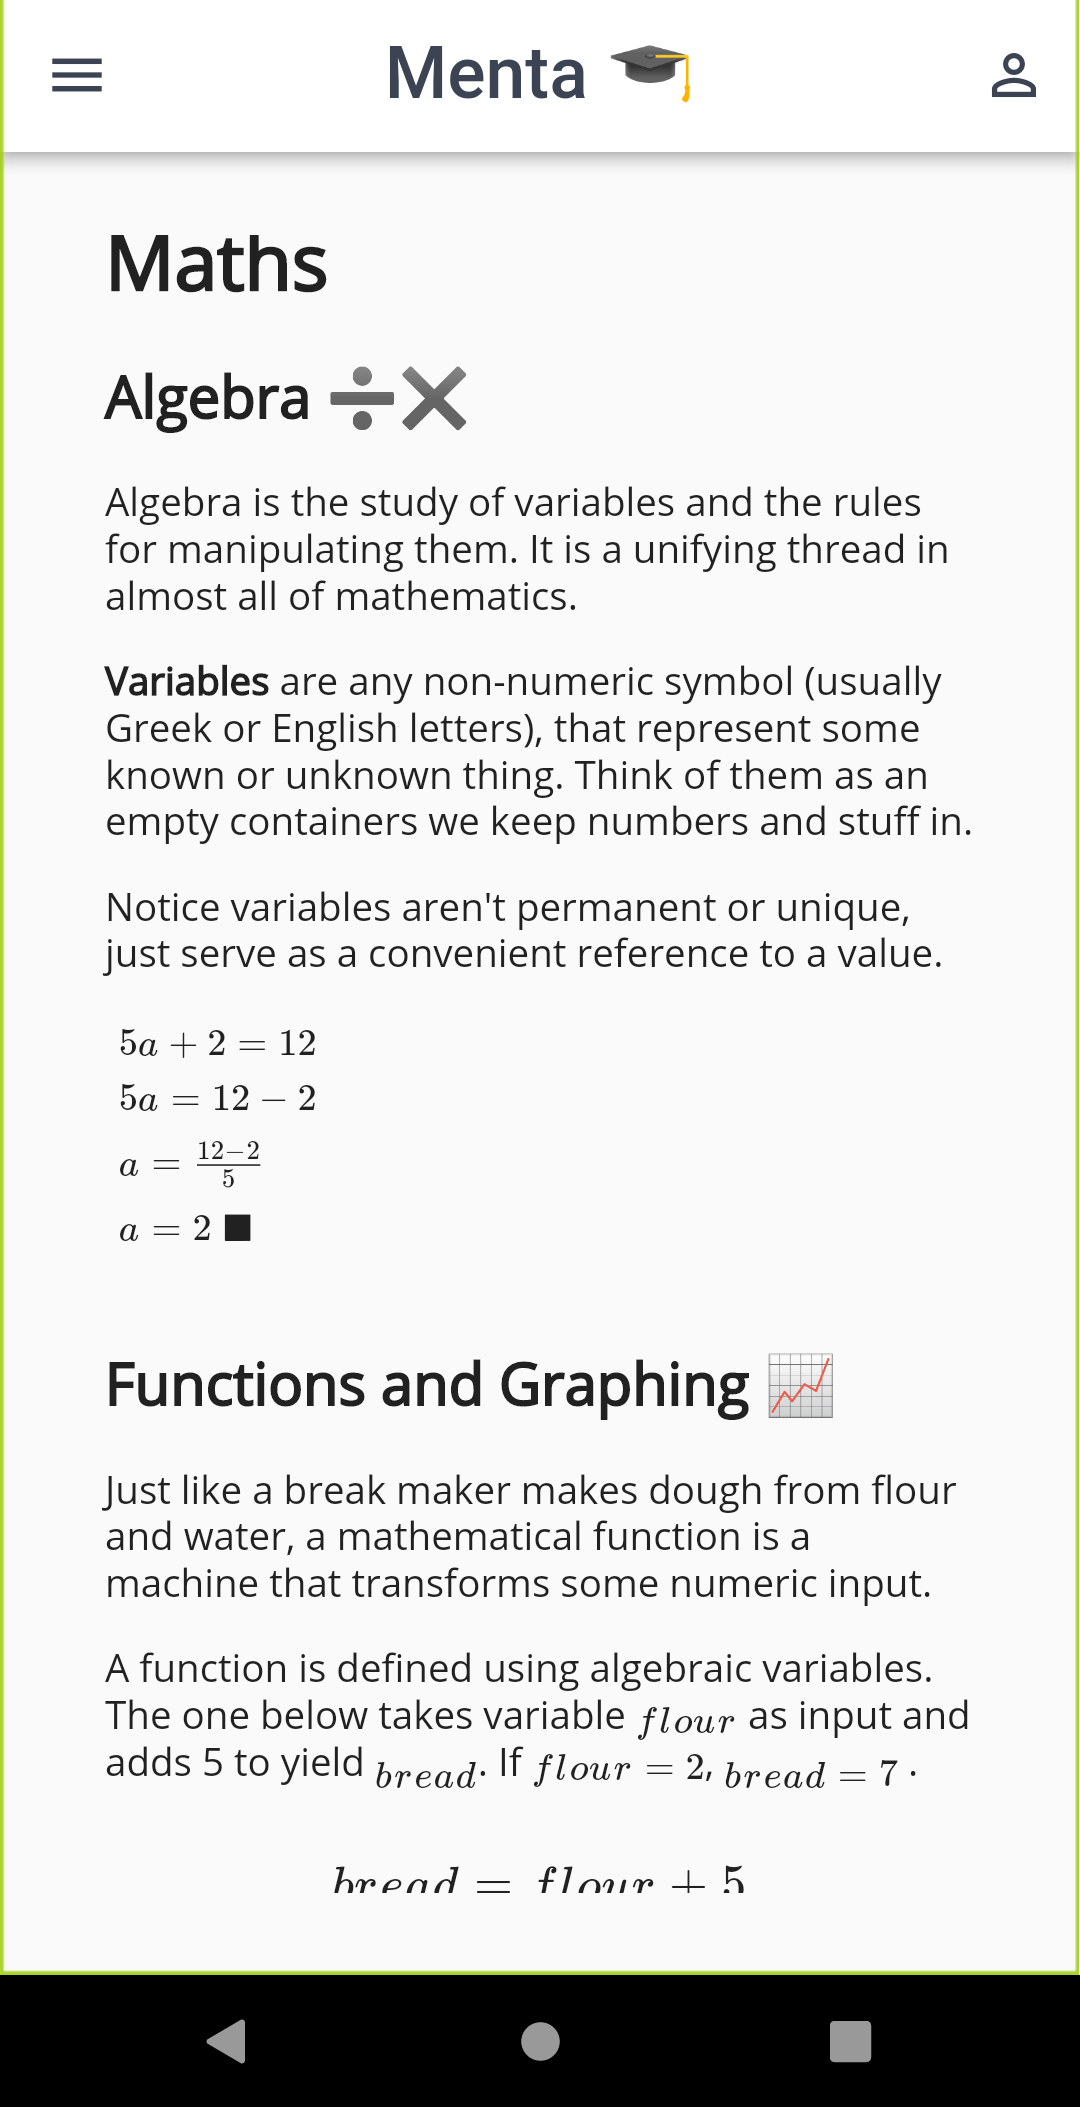 Menta 🎓
Maths
Algebra ➗✖
Algebra is the study of variables and the rules
for manipulating them. It is a unifying thread in
almost all of mathematics.
Variables are any non-numeric symbol (usually
Greek or English letters), that represent some
known or unknown thing. Think of them as an
empty containers we keep numbers and stuff in.
Notice variables aren't permanent or unique,
just serve as a convenient reference to a value.
5a + 2 = 12
5a = 12 − 2
a = (12−2)/5
a = 2 ■
Functions and Graphing 📈
Just like a break maker makes dough from flour
and water, a mathematical function is a
machine that transforms some numeric input.
A function is defined using algebraic variables.
The one below takes variable flour as input and
adds 5 to yield bread. If flour = 2, bread = 7 .
bread = flour + 5